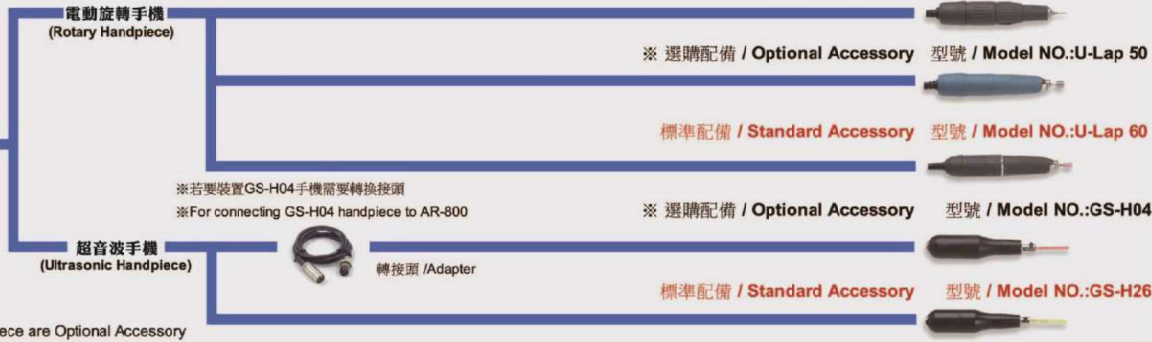 電動旋轉手機
(Rotary Handpiece)
※ 選購配備 / Optional Accessory 型號 / Model NO.:U-Lap 50
標準配備 / Standard Accessory 型號 / Model NO.:U-Lap 60
※若要裝置GS-H04手機需要轉換接頭
※For connecting GS-H04 handpiece to AR-800
※ 選購配備 / Optional Accessory 型號 / Model NO.:GS-H04
超音波手機
(Ultrasonic Handpiece)
轉接頭 /Adapter
標準配備 / Standard Accessory 型號 / Model NO.:GS-H26
ece are Optional Accessory